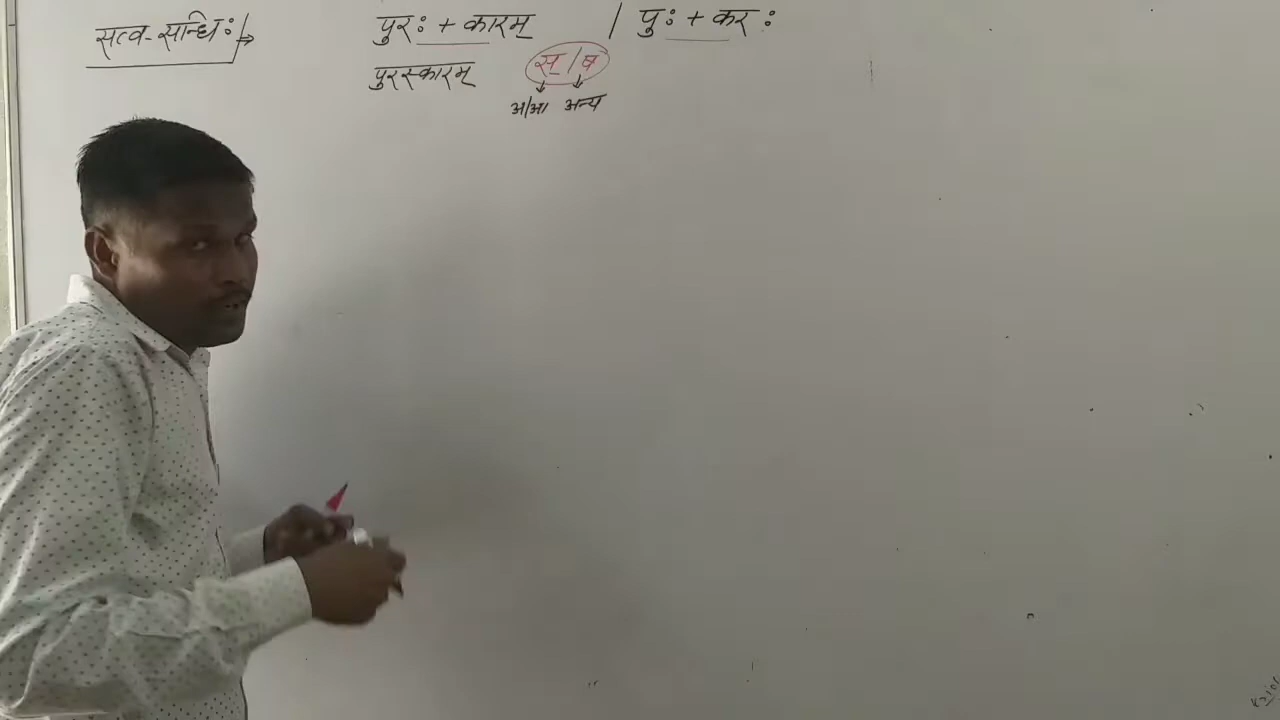 सत्व-सन्धिः→ पुरः + कारम् / पुः + करः
पुरस्कारम् स् / ष
अ/आ अन्य